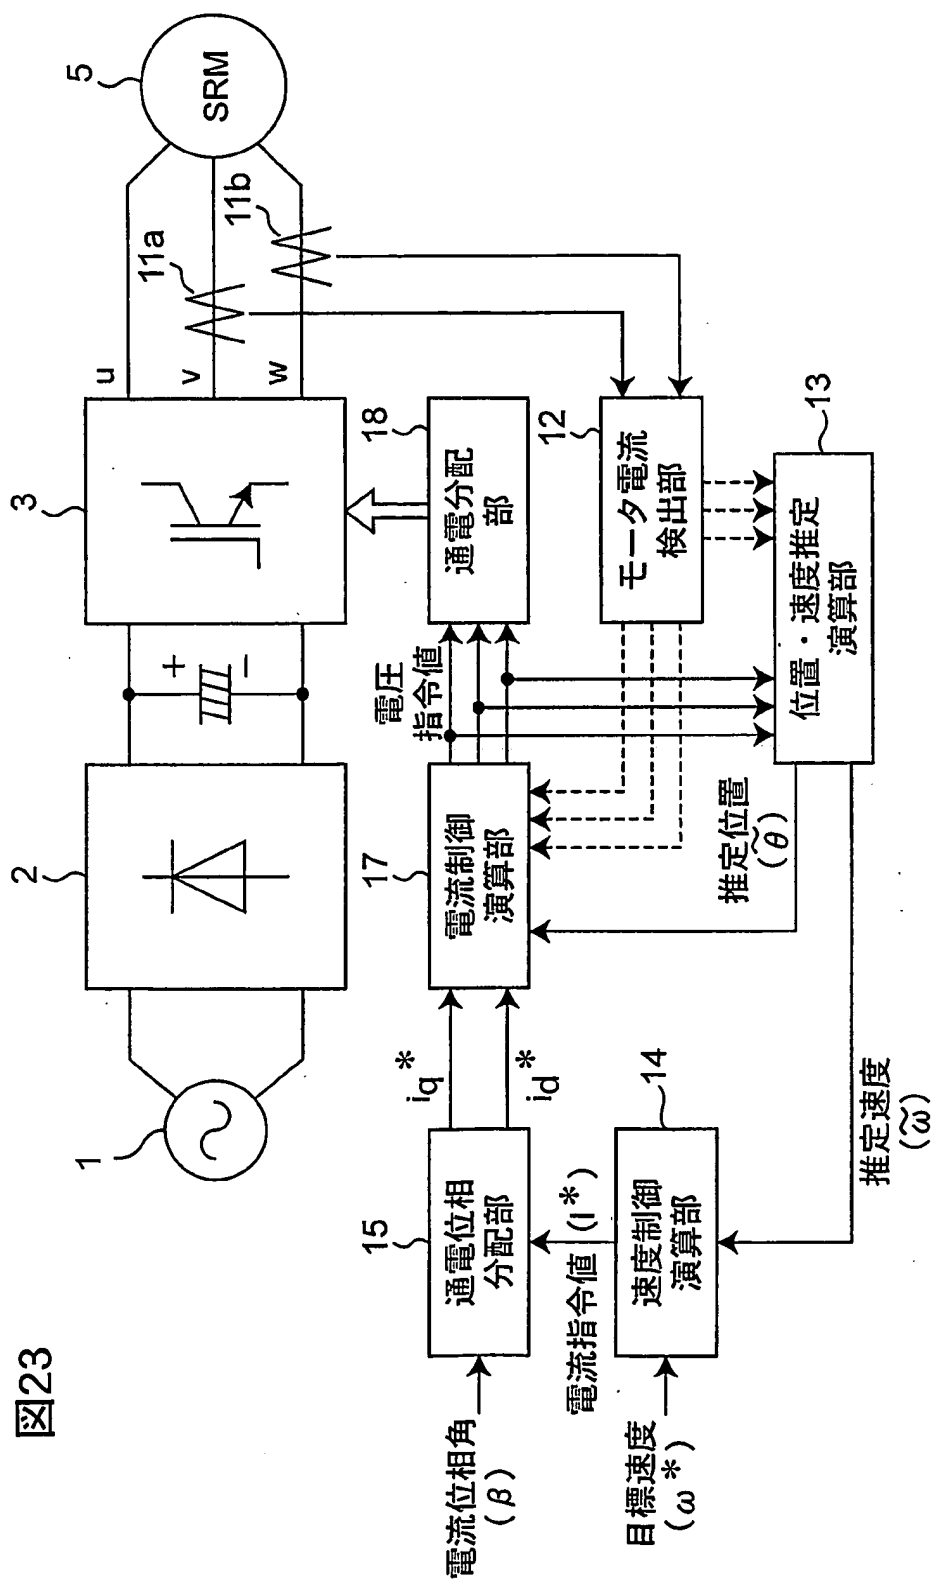 図23
1
2
3
5
SRM
+
−
u
v
w
11a
11b
電流位相角
(β)
15
通電位相
分配部
iq*
id*
17
電流制御
演算部
電圧
指令値
18
通電分配
部
12
モータ電流
検出部
目標速度
(ω*)
電流指令値 (I*)
14
速度制御
演算部
推定位置
(θ̃)
13
位置・速度推定
演算部
推定速度
(ω̃)